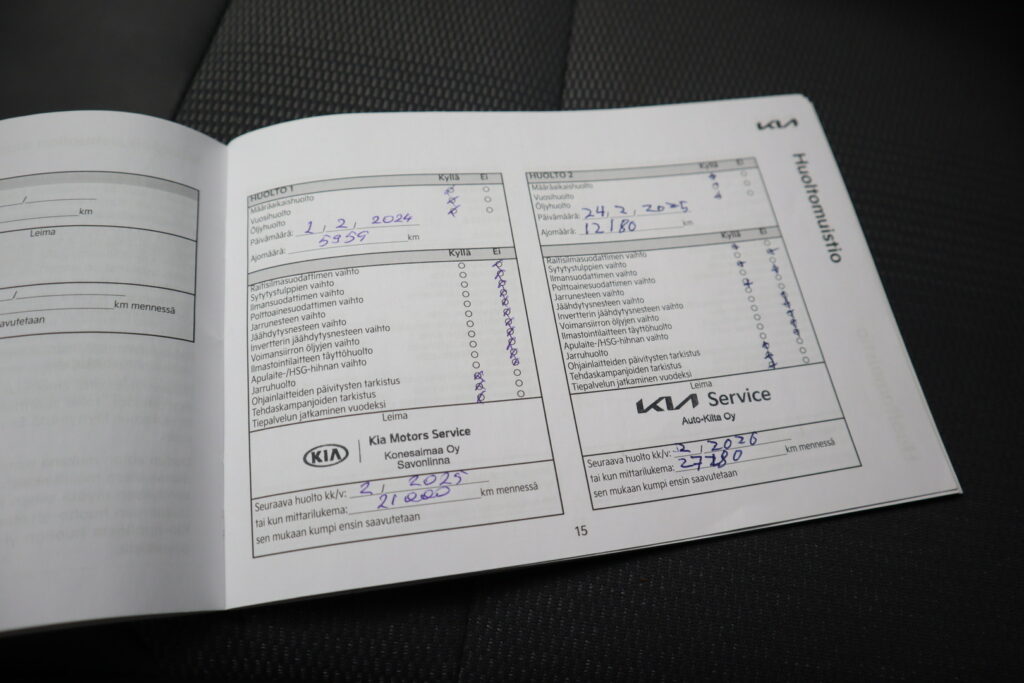 /
km
Leima
/
km mennessä
saavutetaan
KIA
Huoltomuistio
HUOLTO 1 Kyllä Ei
Määräaikaishuolto
Vuosihuolto
Öljyhuolto
Päivämäärä: 1, 2, 2024
Ajomäärä: 5959 km
Kyllä Ei
Raitisilmasuodattimen vaihto
Sytytystulppien vaihto
Ilmansuodattimen vaihto
Polttoainesuodattimen vaihto
Jarrunesteen vaihto
Jäähdytysnesteen vaihto
Invertterin jäähdytysnesteen vaihto
Voimansiirron öljyjen vaihto
Ilmastointilaitteen täyttöhuolto
Apulaite-/HSG-hihnan vaihto
Jarruhuolto
Ohjainlaitteiden päivitysten tarkistus
Tehdaskampanjoiden tarkistus
Tiepalvelun jatkaminen vuodeksi
Leima
KIA Kia Motors Service
Konesaimaa Oy
Savonlinna
Seuraava huolto kk/v: 2, 2025
tai kun mittarilukema: 21000 km mennessä
sen mukaan kumpi ensin saavutetaan
HUOLTO 2 Kyllä Ei
Määräaikaishuolto
Vuosihuolto
Öljyhuolto
Päivämäärä: 24, 2, 2025
Ajomäärä: 12180 km
Kyllä Ei
Raitisilmasuodattimen vaihto
Sytytystulppien vaihto
Ilmansuodattimen vaihto
Polttoainesuodattimen vaihto
Jarrunesteen vaihto
Jäähdytysnesteen vaihto
Invertterin jäähdytysnesteen vaihto
Voimansiirron öljyjen vaihto
Ilmastointilaitteen täyttöhuolto
Apulaite-/HSG-hihnan vaihto
Jarruhuolto
Ohjainlaitteiden päivitysten tarkistus
Tehdaskampanjoiden tarkistus
Tiepalvelun jatkaminen vuodeksi
Leima
KIA Service
Auto-Kilta Oy
Seuraava huolto kk/v: 2, 2026
tai kun mittarilukema: 27180 km mennessä
sen mukaan kumpi ensin saavutetaan
15